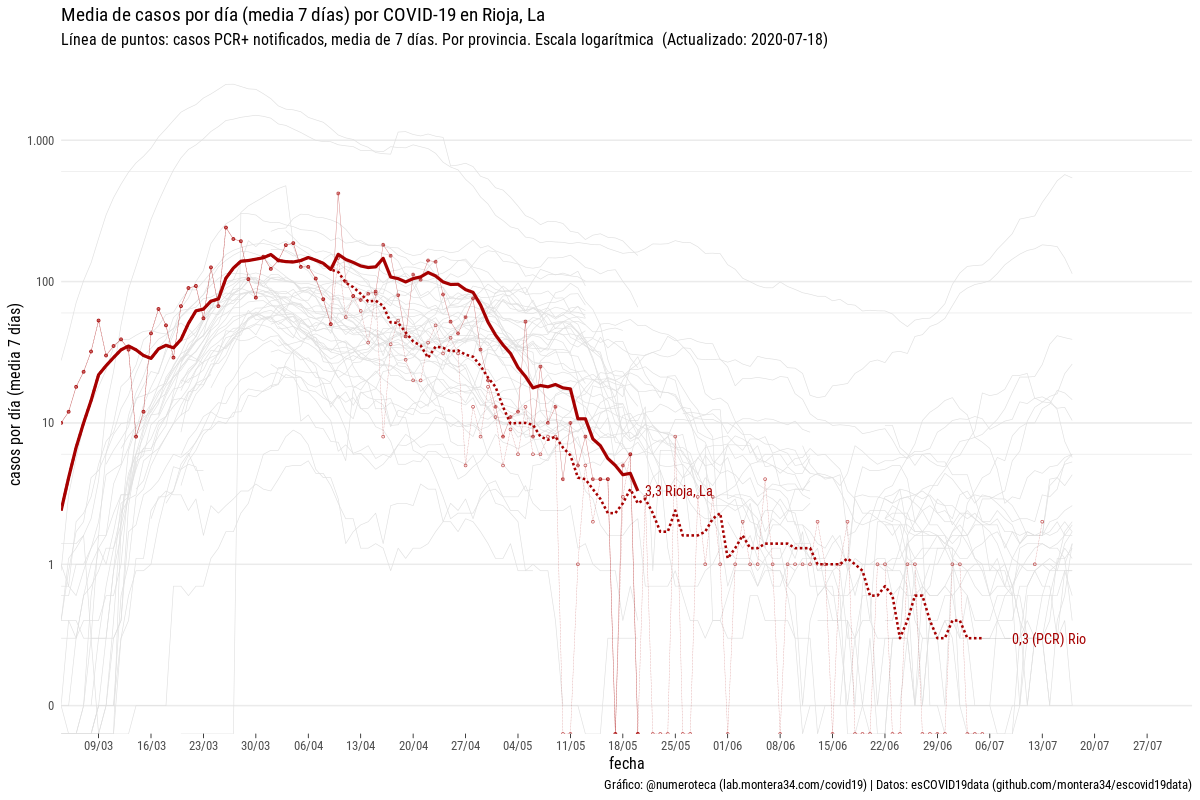 Media de casos por día (media 7 días) por COVID-19 en Rioja, La
Línea de puntos: casos PCR+ notificados, media de 7 días. Por provincia. Escala logarítmica  (Actualizado: 2020-07-18)
casos por día (media 7 días)
1.000
100
10
1
0
3,3 Rioja, La
0,3 (PCR) Rio
09/03 16/03 23/03 30/03 06/04 13/04 20/04 27/04 04/05 11/05 18/05 25/05 01/06 08/06 15/06 22/06 29/06 06/07 13/07 20/07 27/07
fecha
Gráfico: @numeroteca (lab.montera34.com/covid19) | Datos: esCOVID19data (github.com/montera34/escovid19data)